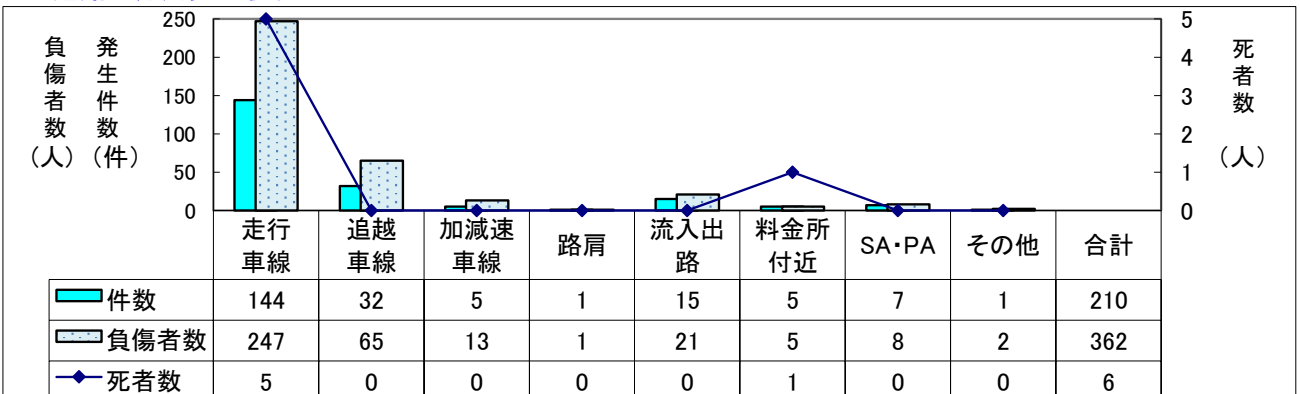 負傷者数（人）
発生件数（件）
250
200
150
100
50
0
5
4
3
2
1
0
死者数（人）
走行車線 追越車線 加減速車線 路肩 流入出路 料金所付近 SA・PA その他 合計
件数 144 32 5 1 15 5 7 1 210
負傷者数 247 65 13 1 21 5 8 2 362
死者数 5 0 0 0 0 1 0 0 6